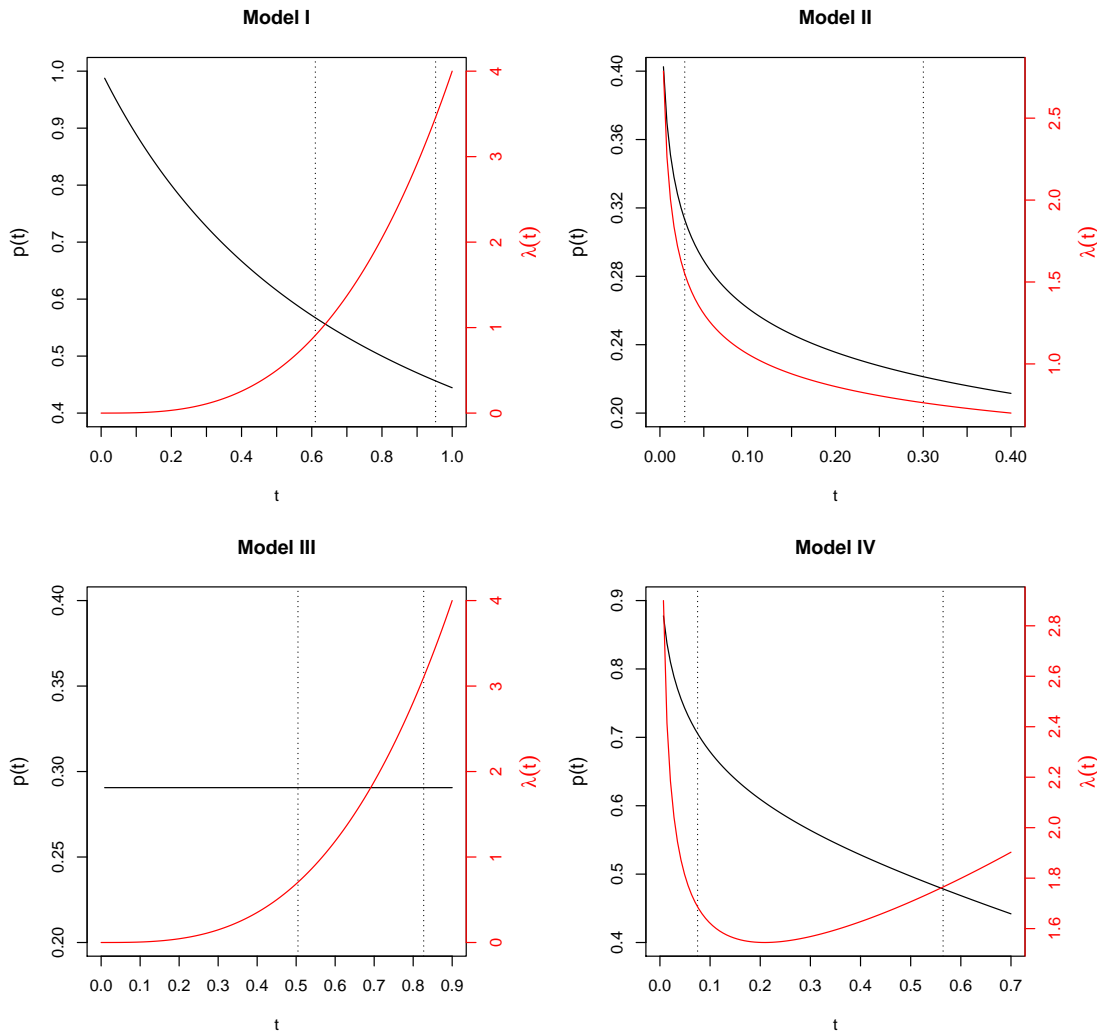 Model I
p(t)
0.4 0.5 0.6 0.7 0.8 0.9 1.0
0 1 2 3 4
λ(t)
0.0 0.2 0.4 0.6 0.8 1.0
t
Model II
p(t)
0.20 0.24 0.28 0.32 0.36 0.40
1.0 1.5 2.0 2.5
λ(t)
0.00 0.10 0.20 0.30 0.40
t
Model III
p(t)
0.20 0.25 0.30 0.35 0.40
0 1 2 3 4
λ(t)
0.0 0.1 0.2 0.3 0.4 0.5 0.6 0.7 0.8 0.9
t
Model IV
p(t)
0.4 0.5 0.6 0.7 0.8 0.9
1.6 1.8 2.0 2.2 2.4 2.6 2.8
λ(t)
0.0 0.1 0.2 0.3 0.4 0.5 0.6 0.7
t